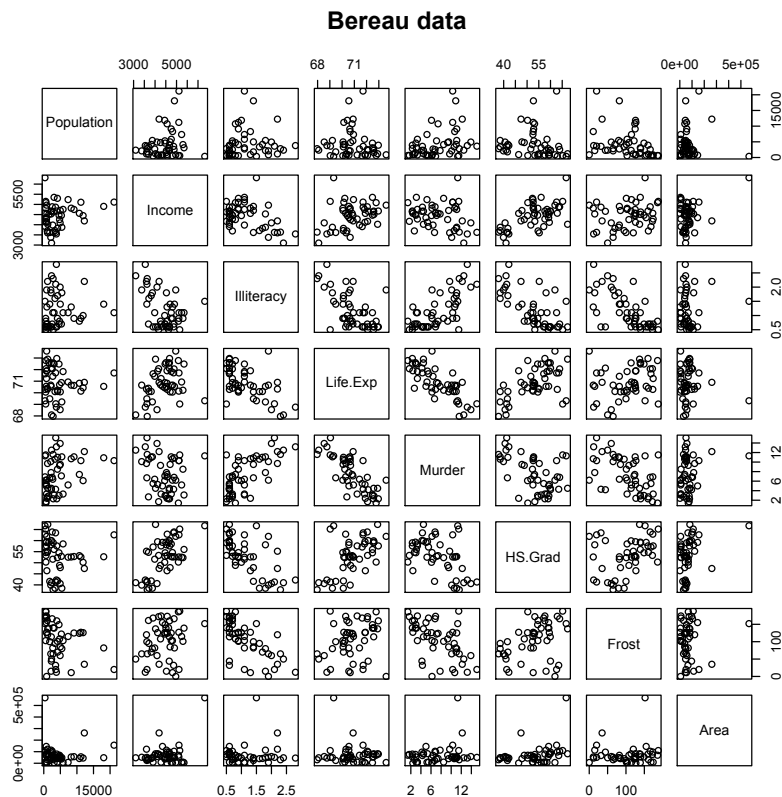 Bereau data
68 71
40 55
3000 5000
0e+00 5e+05
Population
0 15000
Income
3000 5500
Illiteracy
0.5 2.0
Life.Exp
68 71
Murder
2 6 12
HS.Grad
40 55
Frost
0 100
Area
0e+00 5e+05
0 15000
0.5 1.5 2.5
2 6 12
0 100